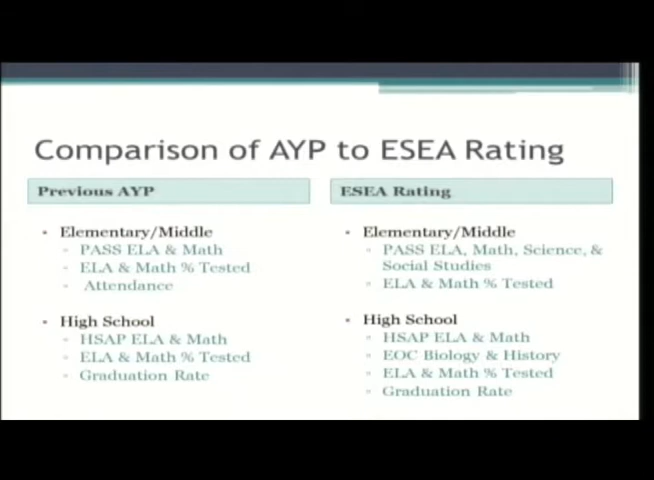 Comparison of AYP to ESEA Rating
Previous AYP
Elementary/Middle
PASS ELA & Math
ELA & Math % Tested
Attendance
High School
HSAP ELA & Math
ELA & Math % Tested
Graduation Rate
ESEA Rating
Elementary/Middle
PASS ELA, Math, Science, &
Social Studies
ELA & Math % Tested
High School
HSAP ELA & Math
EOC Biology & History
ELA & Math % Tested
Graduation Rate